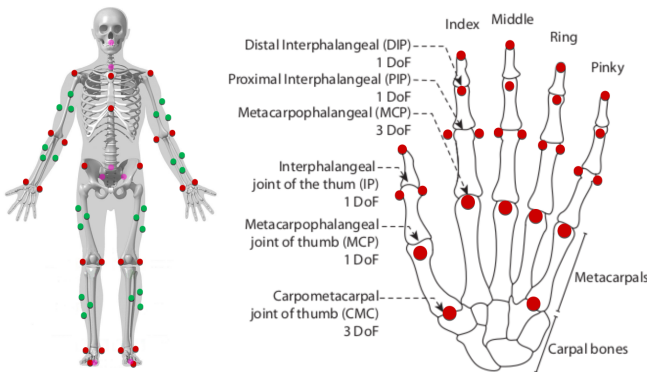 Index
Middle
Ring
Pinky
Distal Interphalangeal (DIP)
1 DoF
Proximal Interphalangeal (PIP)
1 DoF
Metacarpophalangeal (MCP)
3 DoF
Interphalangeal
joint of the thum (IP)
1 DoF
Metacarpophalangeal
joint of thumb (MCP)
1 DoF
Carpometacarpal
joint of thumb (CMC)
3 DoF
Metacarpals
Carpal bones